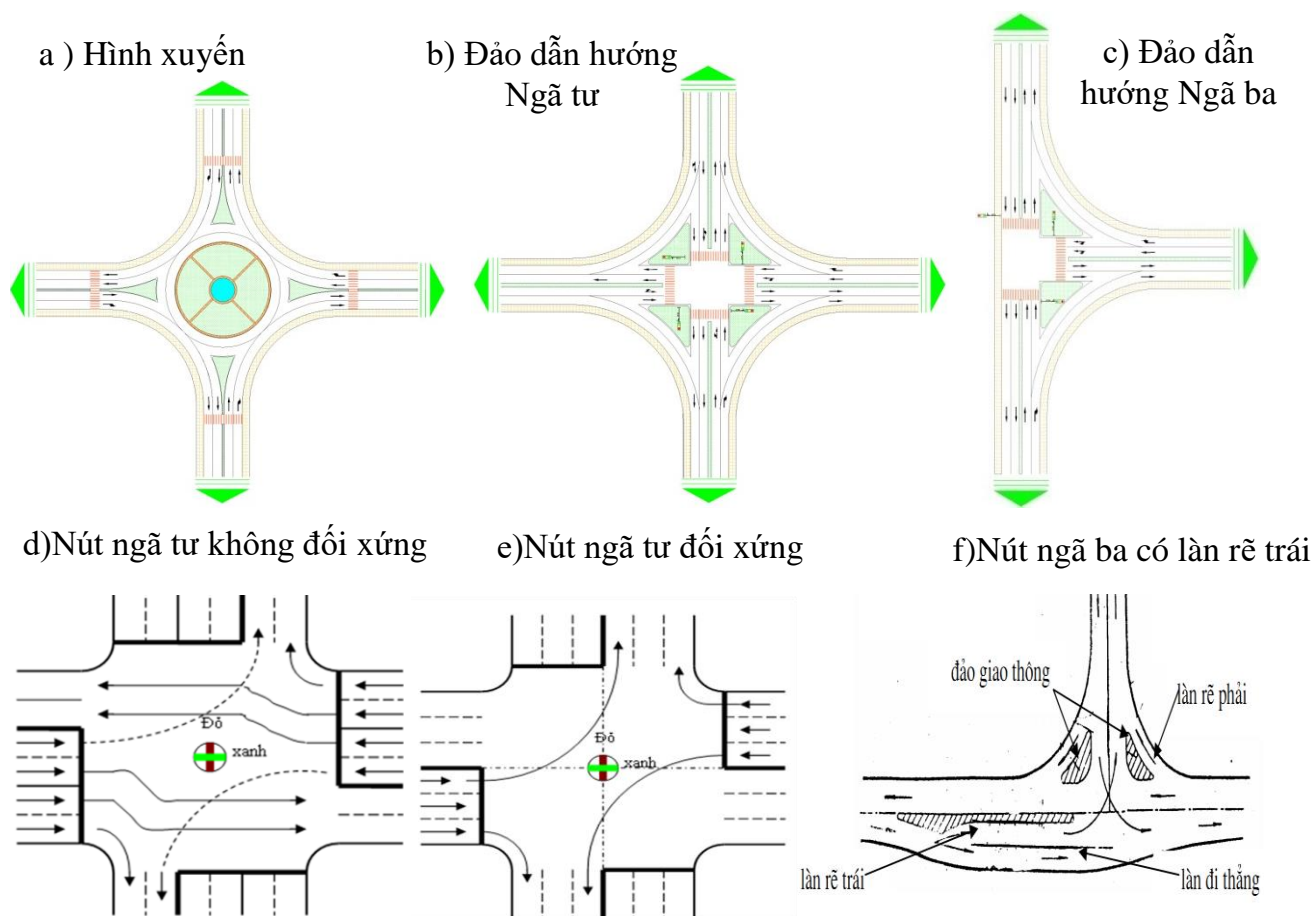 a ) Hình xuyến
b) Đảo dẫn hướng
Ngã tư
c) Đảo dẫn
hướng Ngã ba
d)Nút ngã tư không đối xứng
e)Nút ngã tư đối xứng
f)Nút ngã ba có làn rẽ trái
Đỏ
xanh
Đỏ
xanh
đảo giao thông
làn rẽ phải
làn rẽ trái
làn đi thẳng